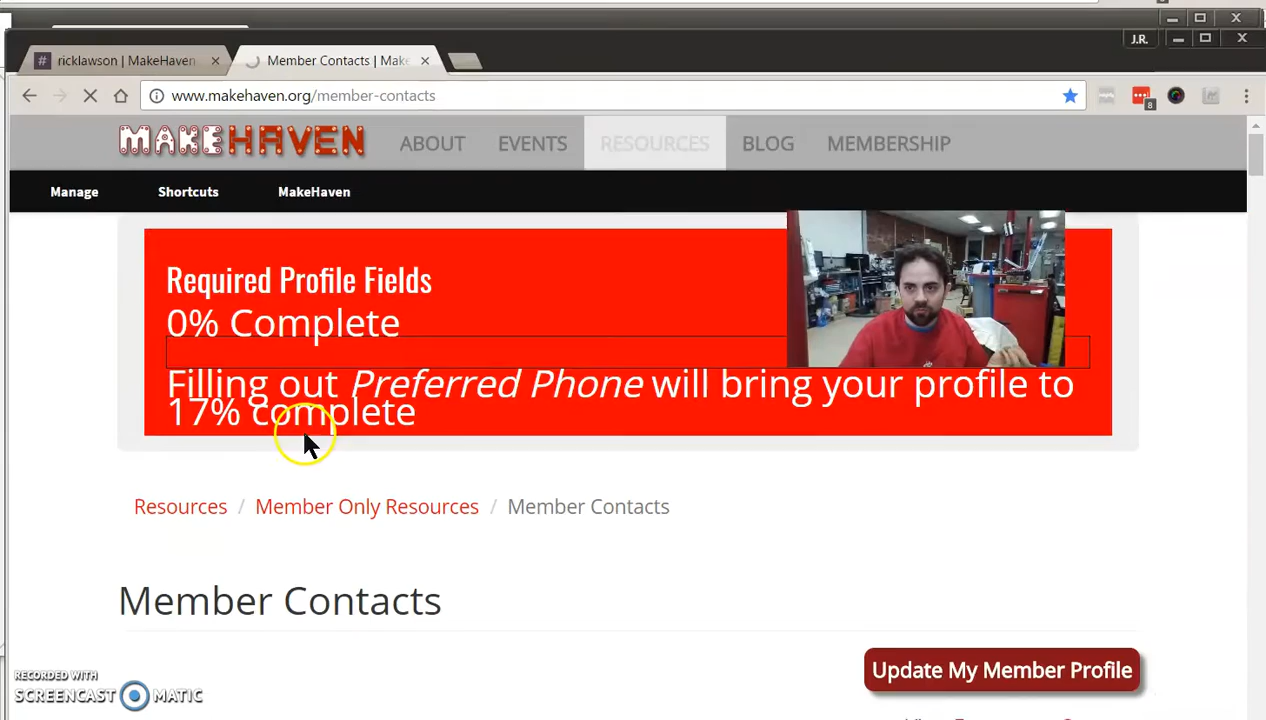 J.R.
# ricklawson | MakeHaven
Member Contacts | Make
www.makehaven.org/member-contacts
8
MAKEHAVEN
ABOUT
EVENTS
RESOURCES
BLOG
MEMBERSHIP
Manage
Shortcuts
MakeHaven
Required Profile Fields
0% Complete
Filling out Preferred Phone will bring your profile to
17% complete
Resources / Member Only Resources / Member Contacts
Member Contacts
Update My Member Profile
RECORDED WITH
SCREENCAST MATIC